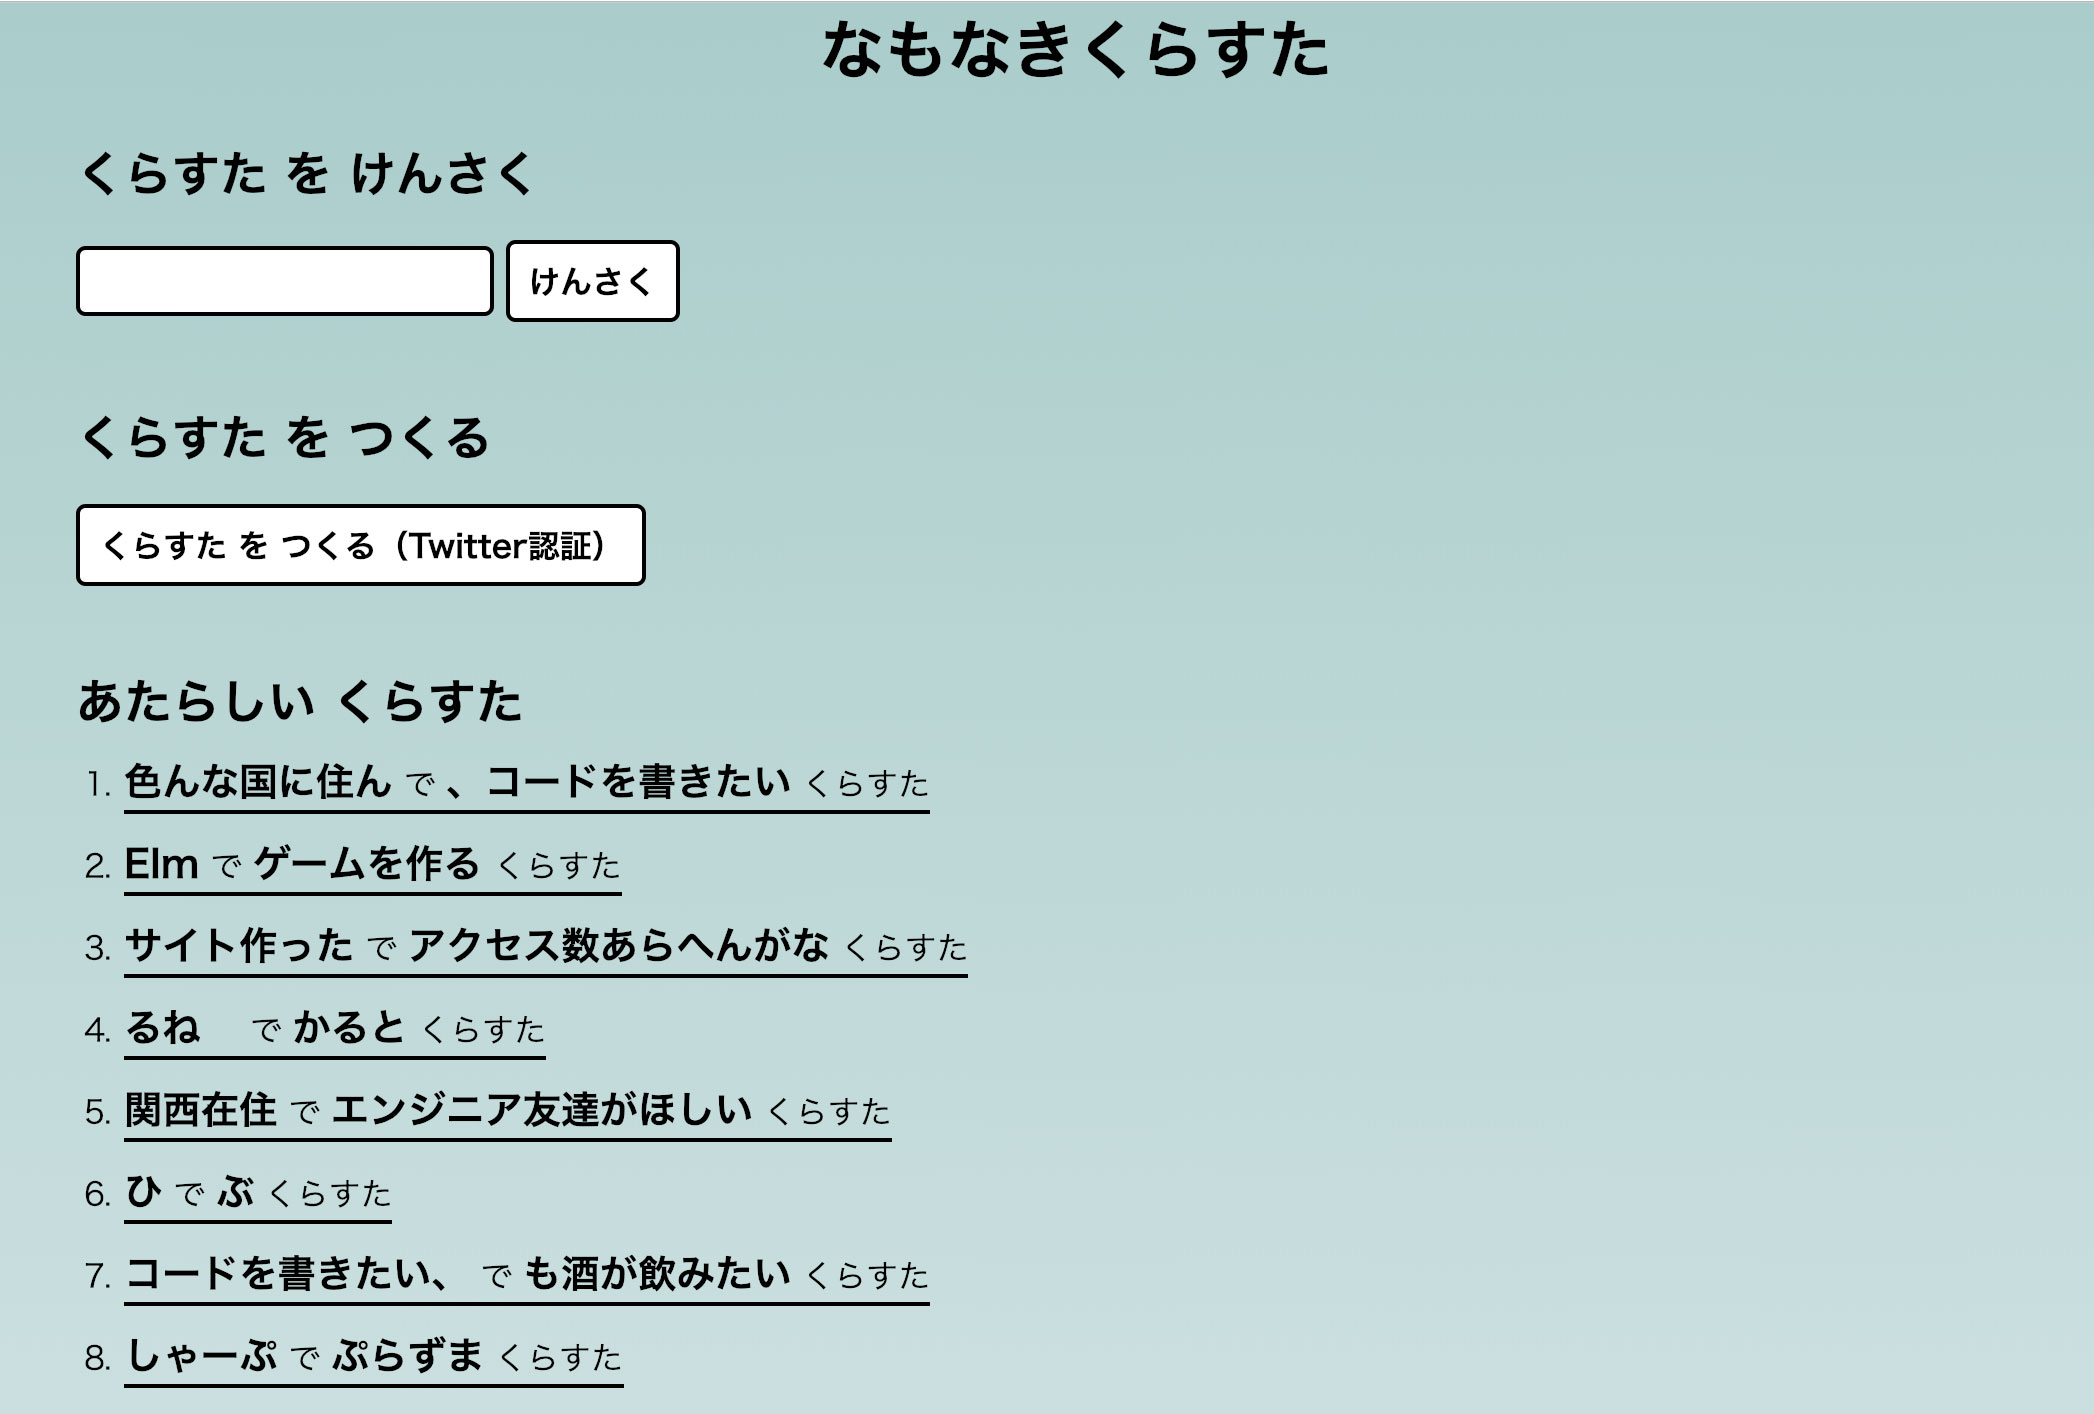 なもなきくらすた
くらすた を けんさく
けんさく
くらすた を つくる
くらすた を つくる（Twitter認証）
あたらしい くらすた
1. 色んな国に住ん で 、コードを書きたい くらすた
2. Elm で ゲームを作る くらすた
3. サイト作った で アクセス数あらへんがな くらすた
4. るね　 で かると くらすた
5. 関西在住 で エンジニア友達がほしい くらすた
6. ひ で ぶ くらすた
7. コードを書きたい、 で も酒が飲みたい くらすた
8. しゃーぷ で ぷらずま くらすた